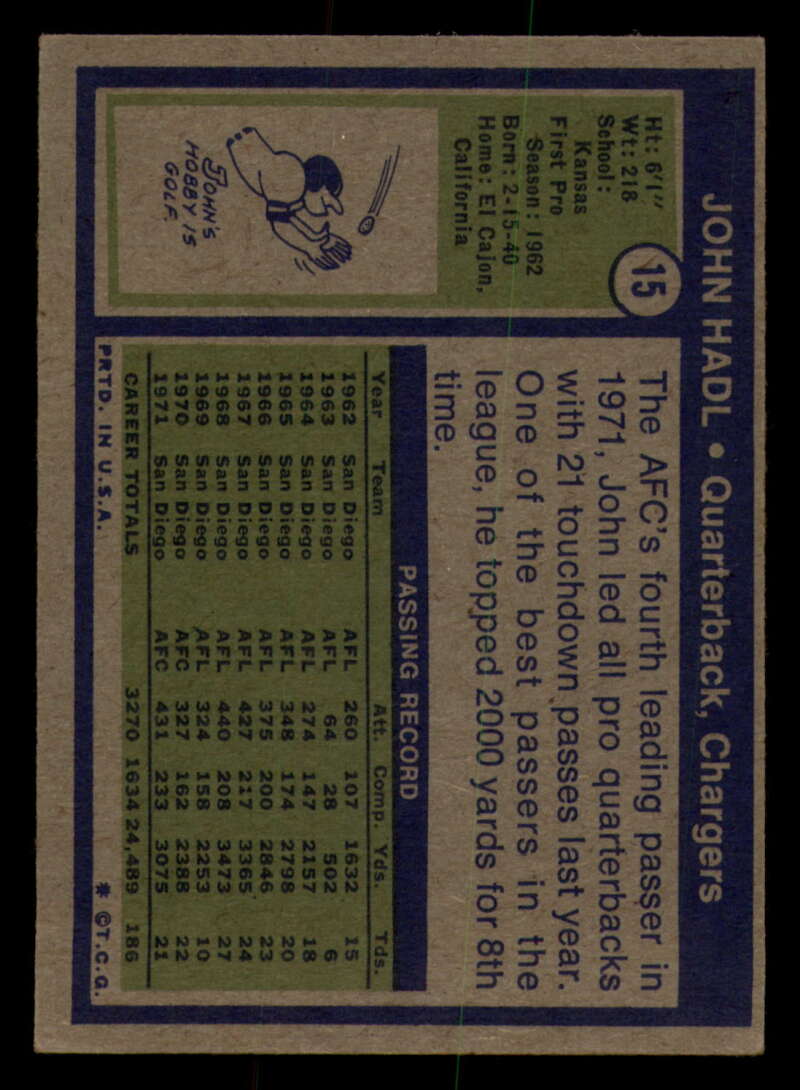 JOHN HADL • Quarterback, Chargers
15
Ht: 6'1"
Wt: 218
School:
Kansas
First Pro
Season: 1962
Born: 2-15-40
Home: El Cajon,
California
JOHN'S
HOBBY IS
GOLF.
The AFC's fourth leading passer in
1971, John led all pro quarterbacks
with 21 touchdown passes last year.
One of the best passers in the
league, he topped 2000 yards for 8th
time.
PASSING RECORD
Year Team Att. Comp. Yds. Tds.
1962 San Diego AFL 260 107 1632 15
1963 San Diego AFL 64 28 502 6
1964 San Diego AFL 274 147 2157 18
1965 San Diego AFL 348 174 2798 20
1966 San Diego AFL 375 200 2846 23
1967 San Diego AFL 427 217 3365 24
1968 San Diego AFL 440 208 3473 27
1969 San Diego AFL 324 158 2253 10
1970 San Diego AFC 327 162 2388 22
1971 San Diego AFC 431 233 3075 21
CAREER TOTALS 3270 1634 24,489 186
PRTD. IN U.S.A. * ©T.C.G.